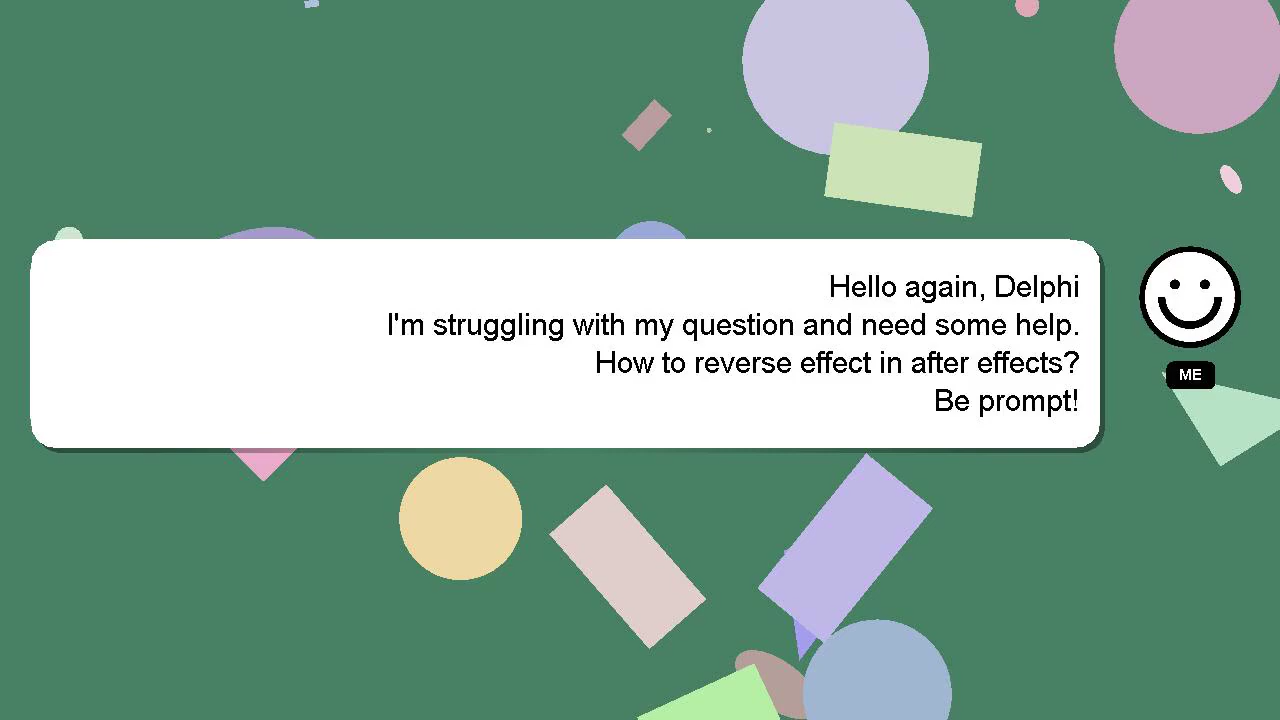 Hello again, Delphi
I'm struggling with my question and need some help.
How to reverse effect in after effects?
Be prompt!
ME